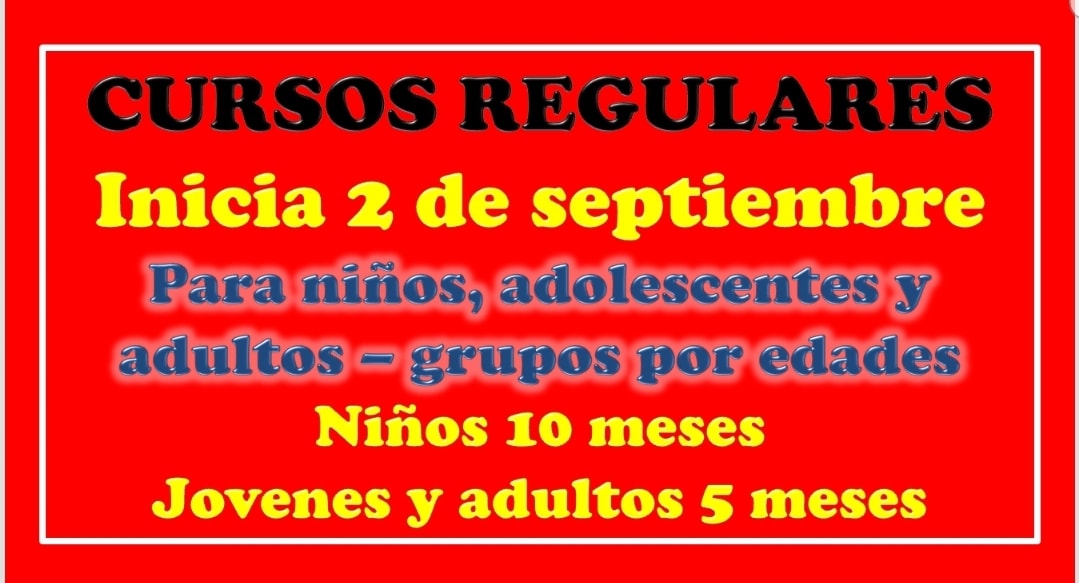 CURSOS REGULARES
Inicia 2 de septiembre
Para niños, adolescentes y
adultos – grupos por edades
Niños 10 meses
Jovenes y adultos 5 meses